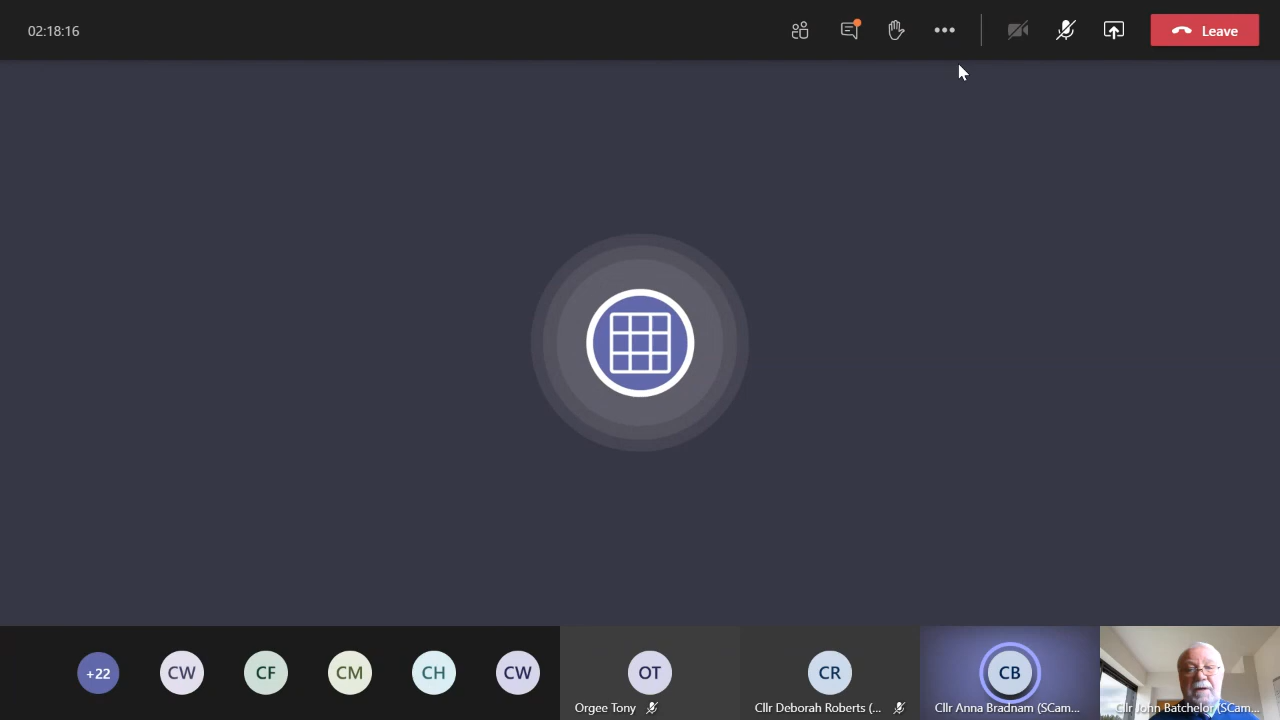 02:18:16
Leave
+22
CW
CF
CM
CH
CW
OT
CR
CB
Orgee Tony
Cllr Deborah Roberts (...
Cllr Anna Bradnam (SCam...
Cllr John Batchelor (SCam...